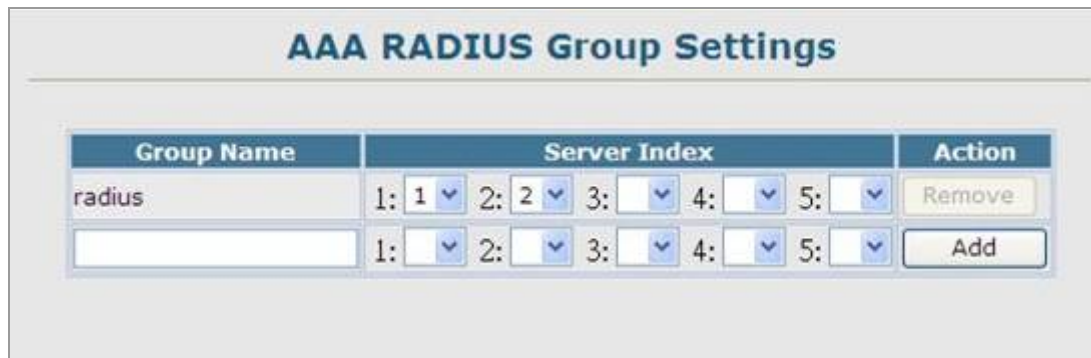 AAA RADIUS Group Settings
Group Name Server Index Action
radius 1: 1 2: 2 3: 4: 5: Remove
1: 2: 3: 4: 5: Add